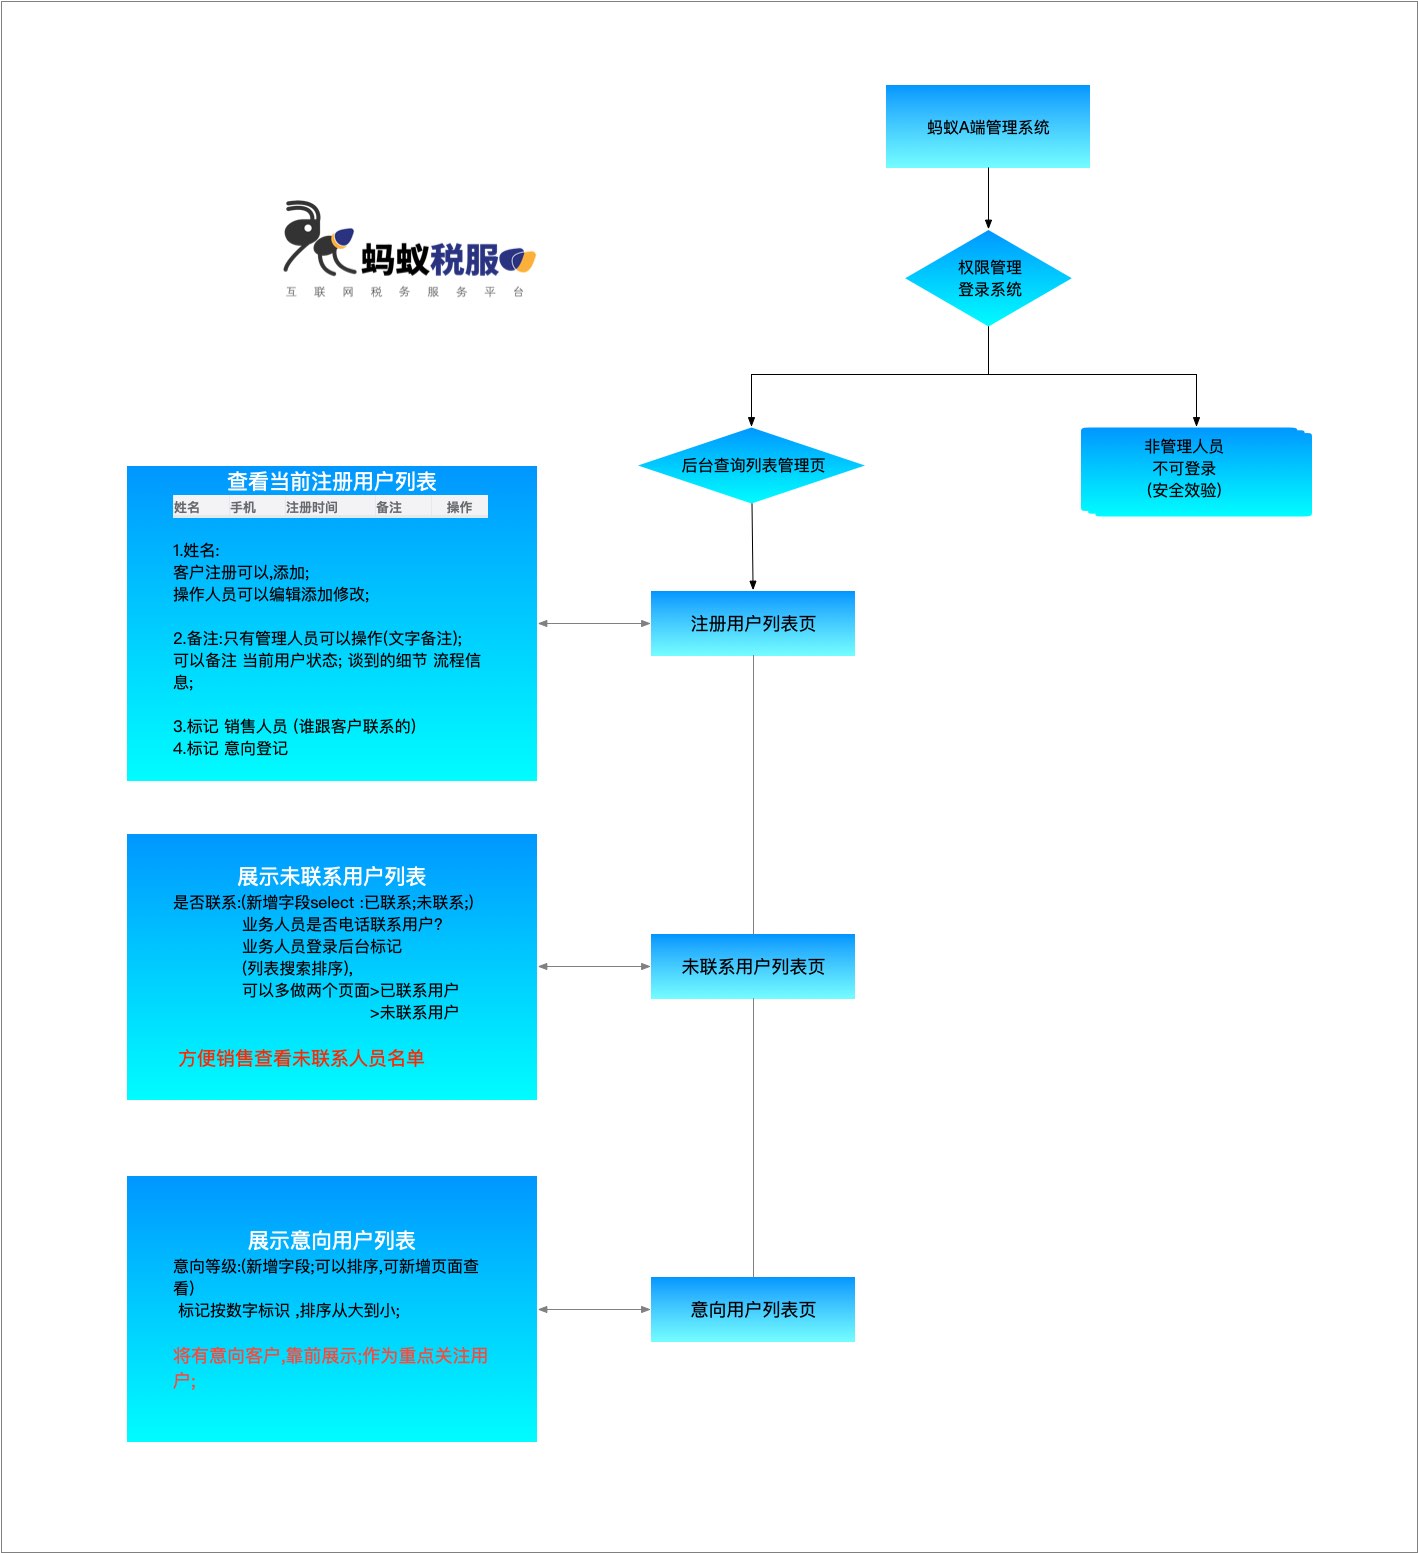 蚂蚁A端管理系统
蚂蚁税服
互联网税务服务平台
权限管理
登录系统
后台查询列表管理页
非管理人员
不可登录
(安全效验)
查看当前注册用户列表
姓名 手机 注册时间 备注 操作
1.姓名:
客户注册可以,添加;
操作人员可以编辑添加修改;
2.备注:只有管理人员可以操作(文字备注);
可以备注 当前用户状态; 谈到的细节 流程信
息;
3.标记 销售人员 (谁跟客户联系的)
4.标记 意向登记
注册用户列表页
展示未联系用户列表
是否联系:(新增字段select :已联系;未联系;)
业务人员是否电话联系用户?
业务人员登录后台标记
(列表搜索排序),
可以多做两个页面>已联系用户
>未联系用户
方便销售查看未联系人员名单
未联系用户列表页
展示意向用户列表
意向等级:(新增字段;可以排序,可新增页面查
看)
标记按数字标识 ,排序从大到小;
将有意向客户,靠前展示;作为重点关注用
户;
意向用户列表页